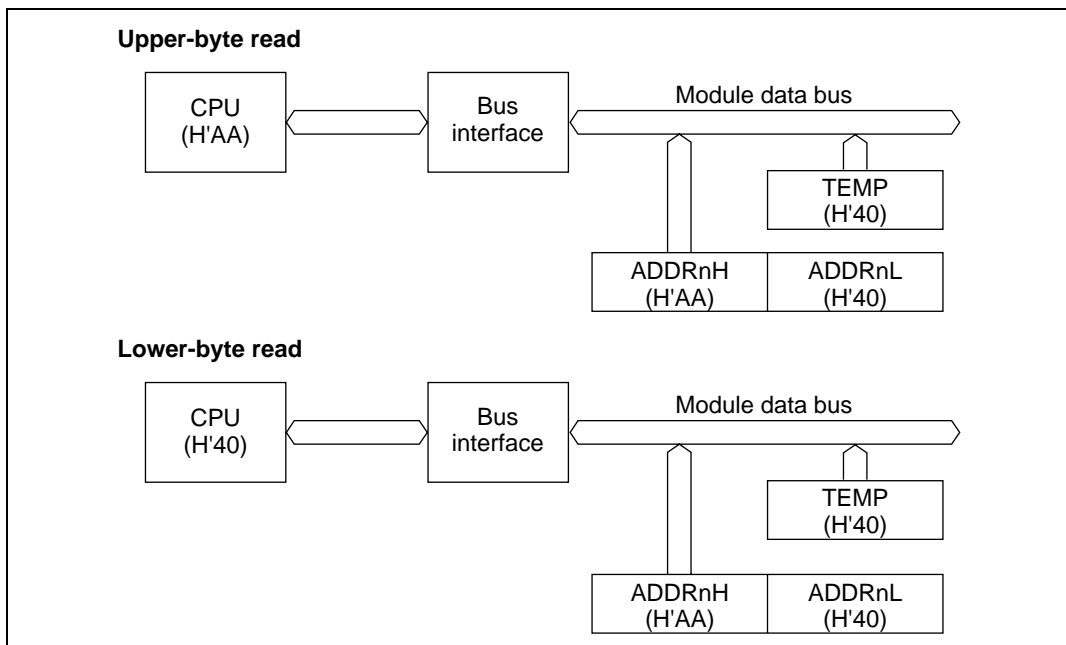 Upper-byte read
CPU
(H'AA)
Bus
interface
Module data bus
TEMP
(H'40)
ADDRnH
(H'AA)
ADDRnL
(H'40)
Lower-byte read
CPU
(H'40)
Bus
interface
Module data bus
TEMP
(H'40)
ADDRnH
(H'AA)
ADDRnL
(H'40)